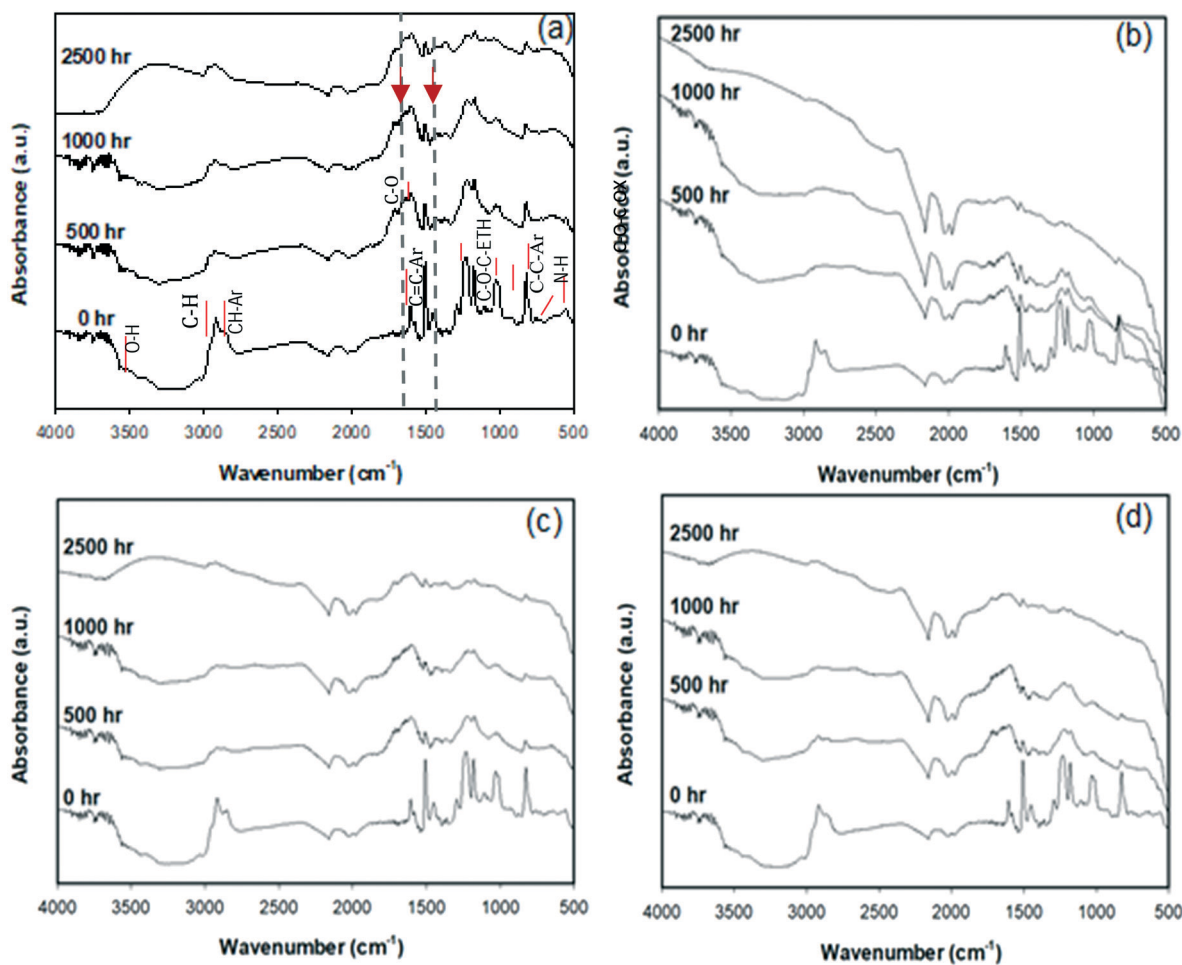 (a)
2500 hr
1000 hr
500 hr
0 hr
O-H
C-H
CH-Ar
C-O
C=C-Ar
C-O-C-ETH
C-C-Ar
N-H
Absorbance (a.u.)
4000 3500 3000 2500 2000 1500 1000 500
Wavenumber (cm-1)
(b)
2500 hr
1000 hr
500 hr
0 hr
Absorbance (a.u.)
4000 3500 3000 2500 2000 1500 1000 500
Wavenumber (cm-1)
(c)
2500 hr
1000 hr
500 hr
0 hr
Absorbance (a.u.)
4000 3500 3000 2500 2000 1500 1000 500
Wavenumber (cm-1)
(d)
2500 hr
1000 hr
500 hr
0 hr
Absorbance (a.u.)
4000 3500 3000 2500 2000 1500 1000 500
Wavenumber (cm-1)